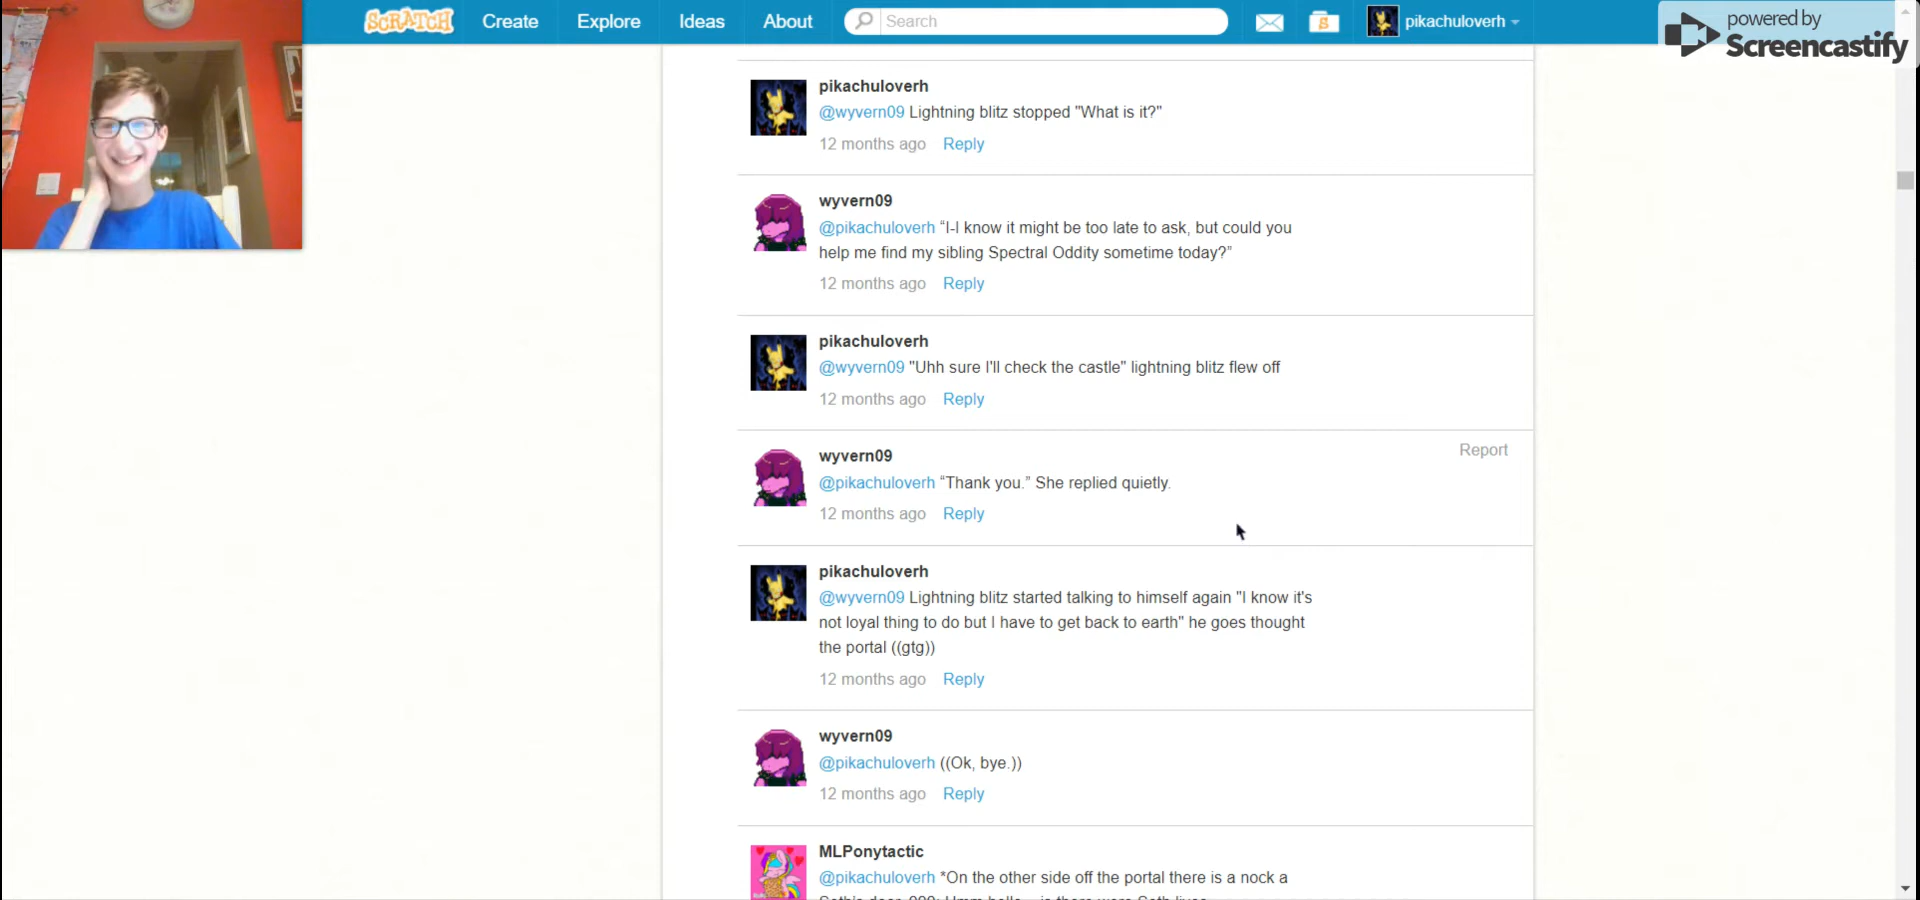 SCRATCH Create Explore Ideas About Search S pikachuloverh
powered by
Screencastify
pikachuloverh
@wyvern09 Lightning blitz stopped "What is it?"
12 months ago Reply
wyvern09
@pikachuloverh “I-I know it might be too late to ask, but could you
help me find my sibling Spectral Oddity sometime today?”
12 months ago Reply
pikachuloverh
@wyvern09 "Uhh sure I'll check the castle" lightning blitz flew off
12 months ago Reply
wyvern09 Report
@pikachuloverh “Thank you.” She replied quietly.
12 months ago Reply
pikachuloverh
@wyvern09 Lightning blitz started talking to himself again "I know it's
not loyal thing to do but I have to get back to earth" he goes thought
the portal ((gtg))
12 months ago Reply
wyvern09
@pikachuloverh ((Ok, bye.))
12 months ago Reply
MLPonytactic
@pikachuloverh *On the other side off the portal there is a nock a